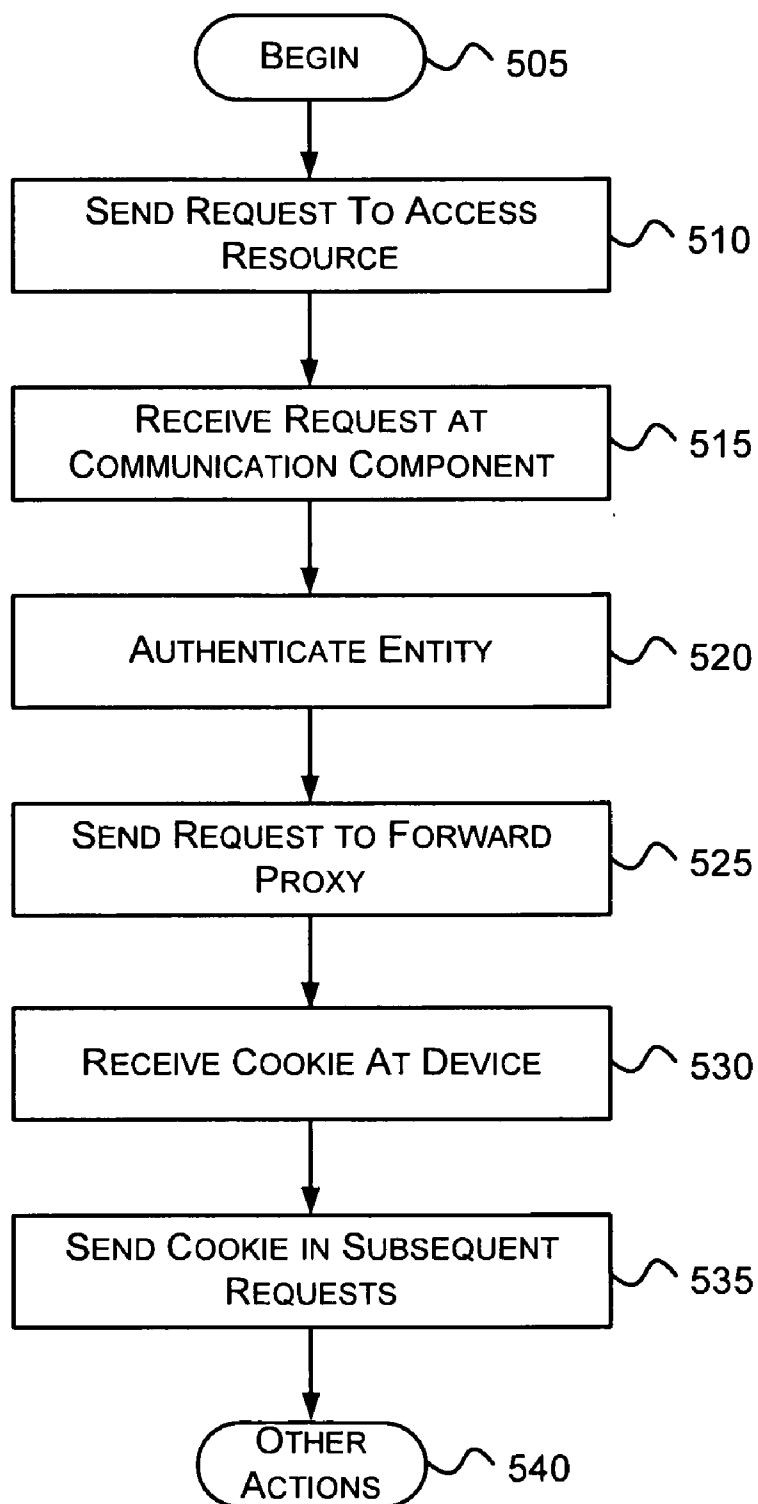 BEGIN
505
SEND REQUEST TO ACCESS
RESOURCE
510
RECEIVE REQUEST AT
COMMUNICATION COMPONENT
515
AUTHENTICATE ENTITY
520
SEND REQUEST TO FORWARD
PROXY
525
RECEIVE COOKIE AT DEVICE
530
SEND COOKIE IN SUBSEQUENT
REQUESTS
535
OTHER
ACTIONS
540